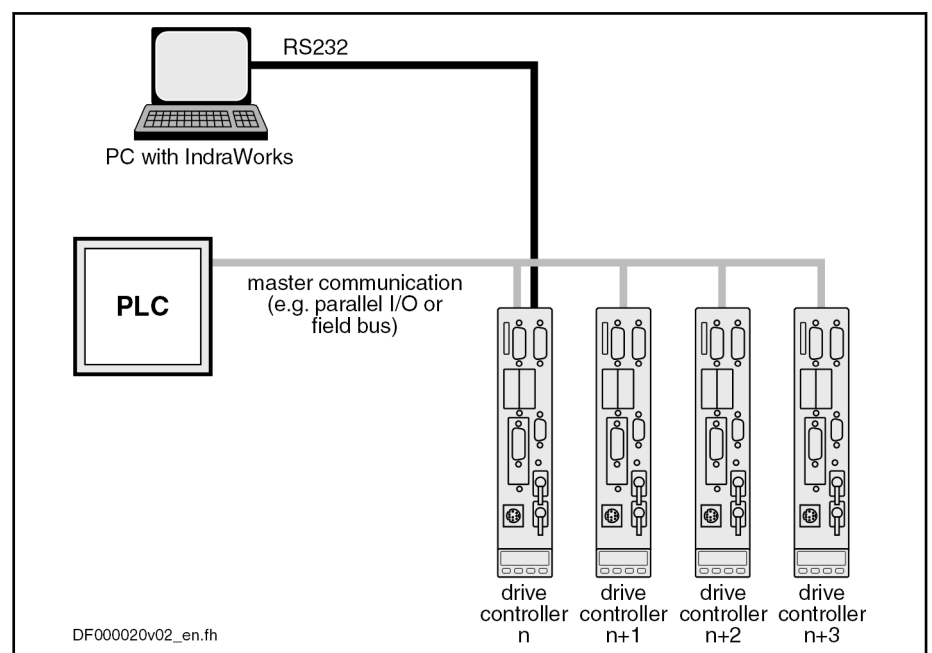 RS232
PC with IndraWorks
PLC
master communication
(e.g. parallel I/O or
field bus)
drive
controller
n
drive
controller
n+1
drive
controller
n+2
drive
controller
n+3
DF000020v02_en.fh